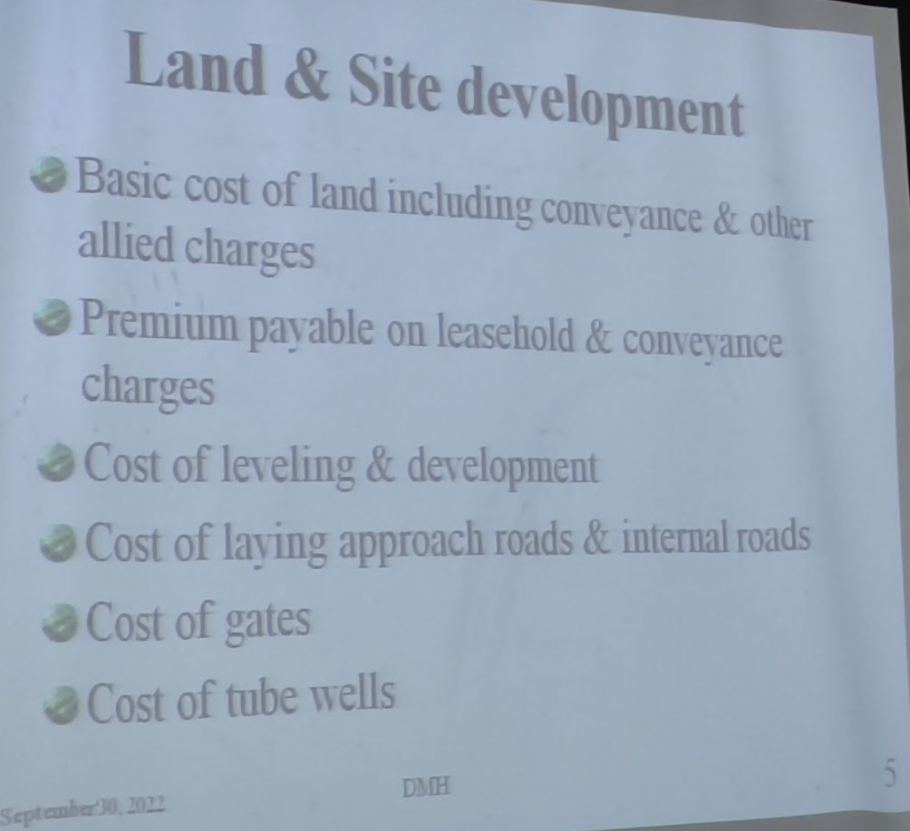 Land & Site development
Basic cost of land including conveyance & other
allied charges
Premium payable on leasehold & conveyance
charges
Cost of leveling & development
Cost of laying approach roads & internal roads
Cost of gates
Cost of tube wells
September 30, 2022
DMH
5